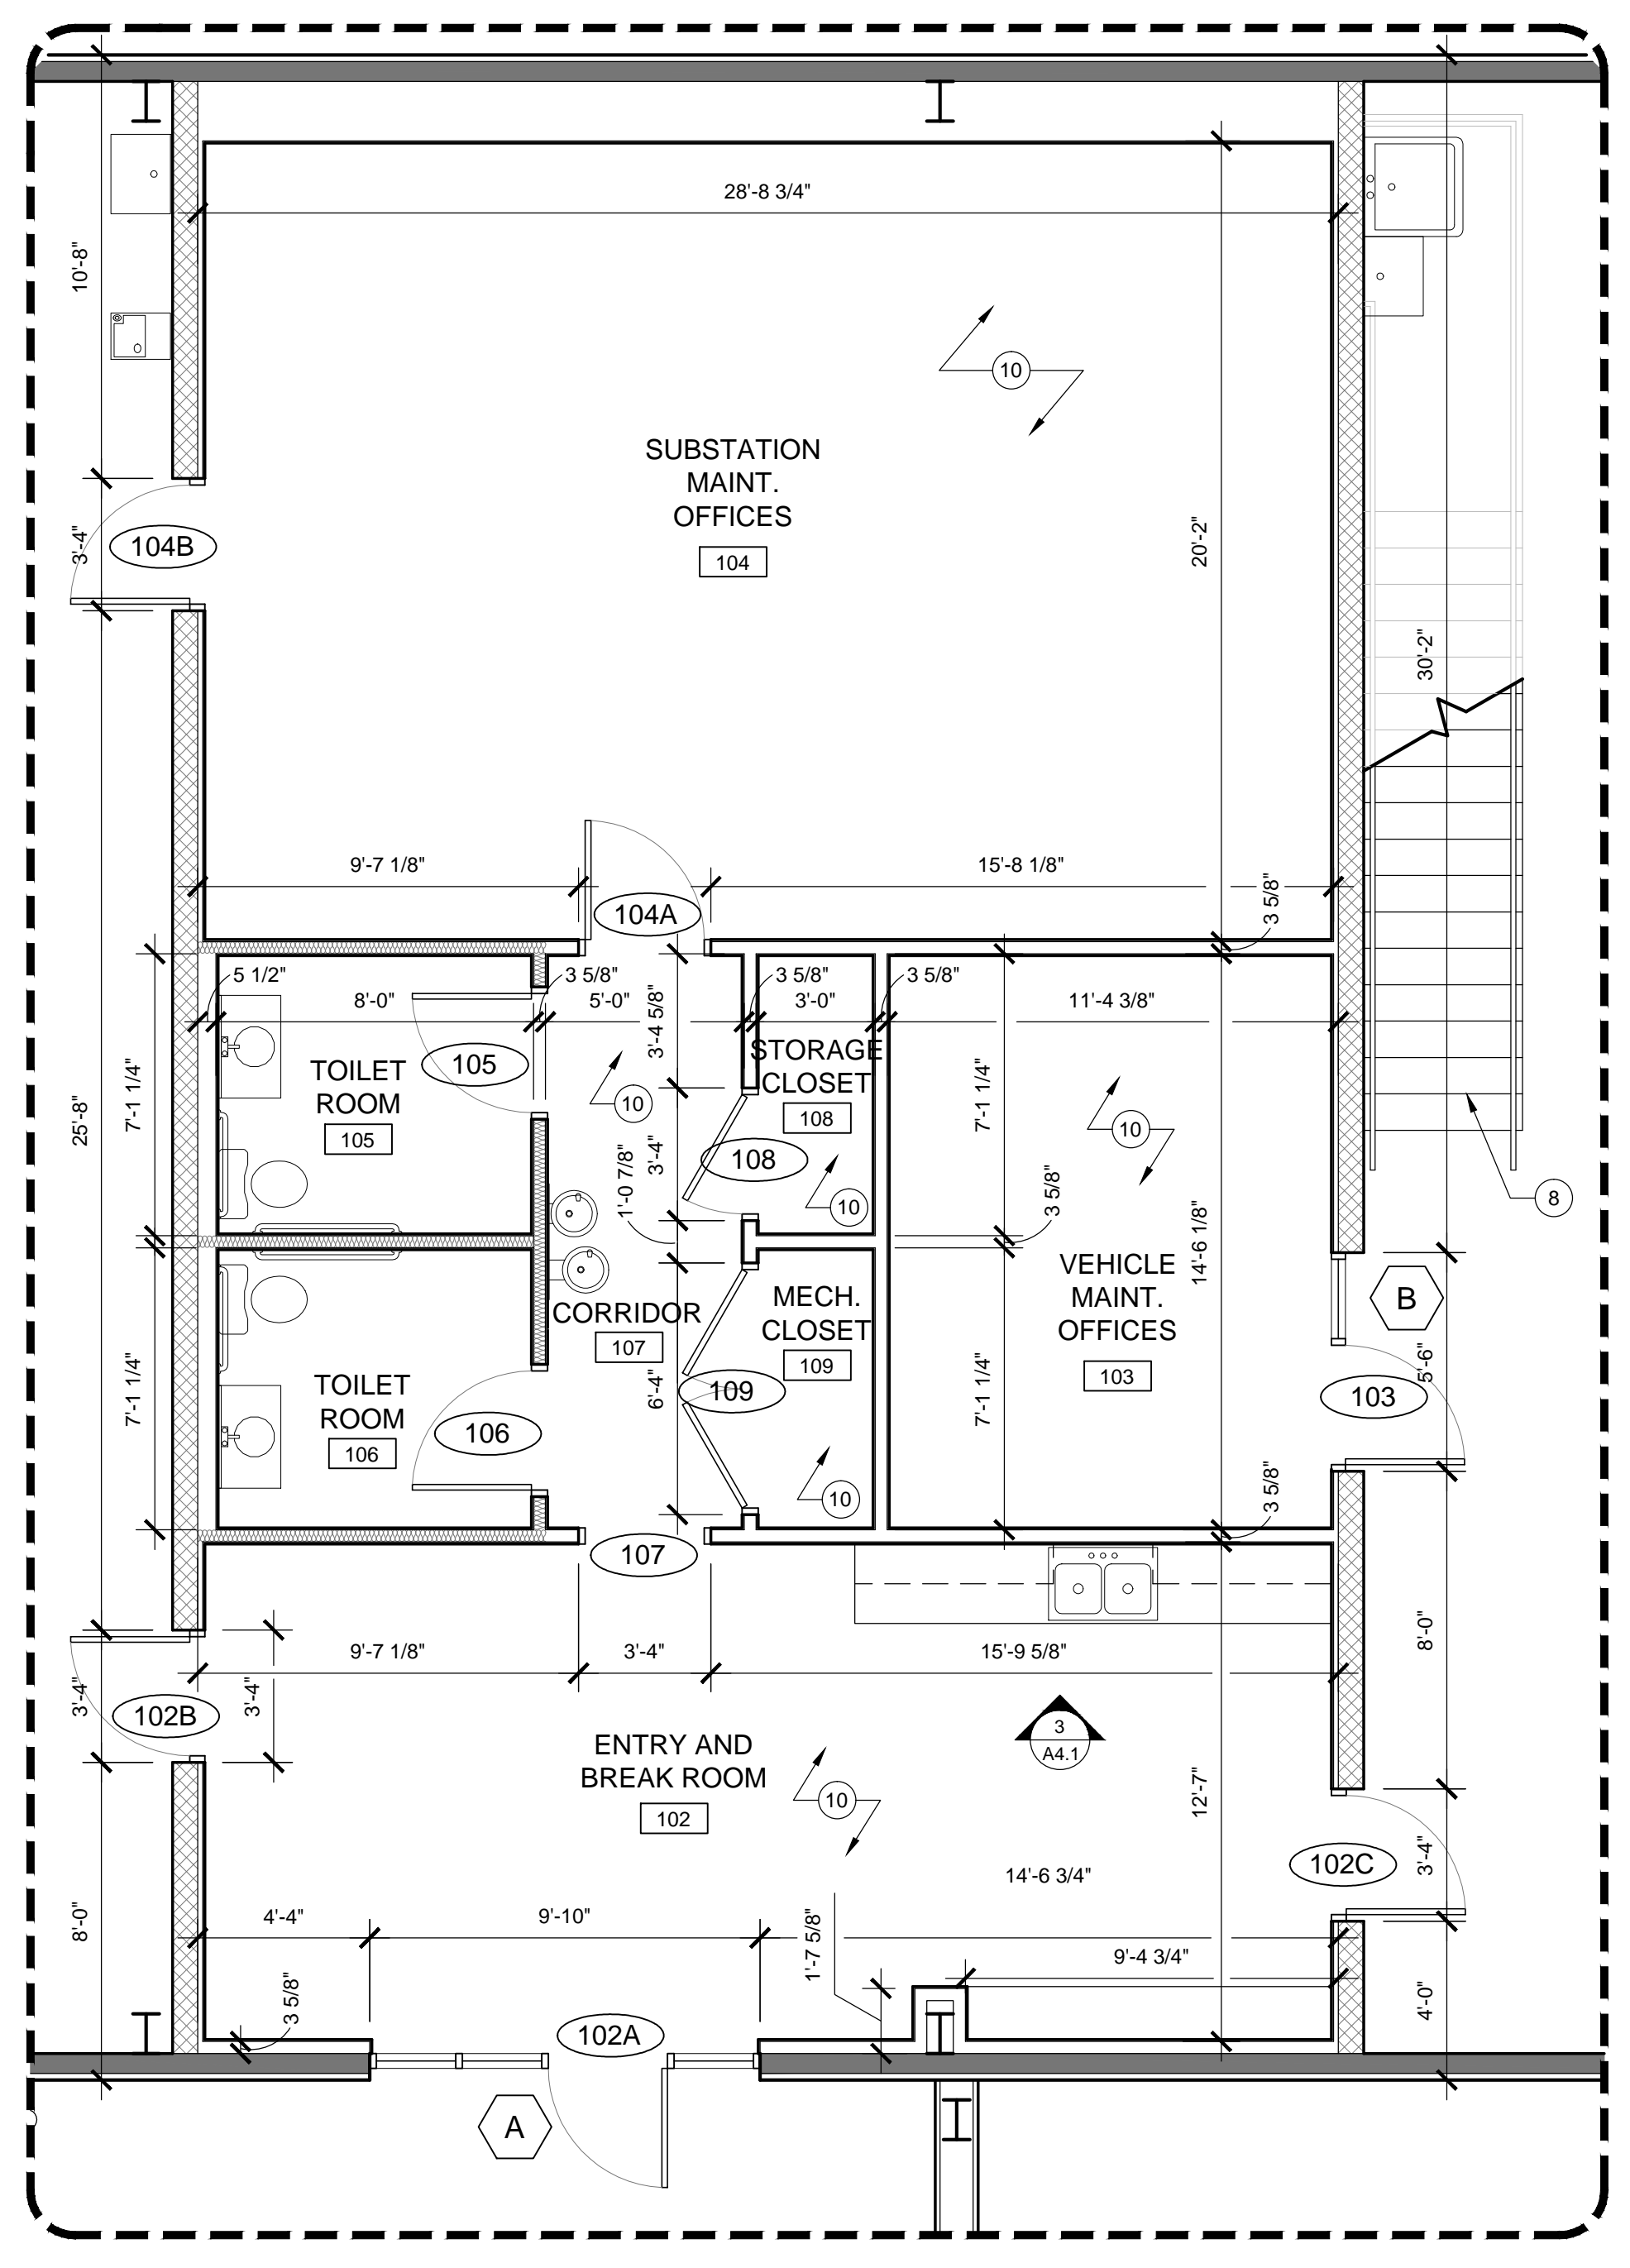 28'-8 3/4"
10'-8"
10
SUBSTATION
MAINT.
OFFICES
104
104B
3'-4"
20'-2"
30'-2"
9'-7 1/8"
15'-8 1/8"
104A
3 5/8"
5 1/2"
3 5/8"
3 5/8"
3 5/8"
8'-0"
5'-0"
3'-0"
11'-4 3/8"
3'-4 5/8"
STORAGE
CLOSET
108
105
TOILET
ROOM
105
10
7'-1 1/4"
25'-8"
7'-1 1/4"
10
108
3'-4"
1'-0 7/8"
10
3 5/8"
8
14'-6 1/8"
VEHICLE
MAINT.
OFFICES
103
B
MECH.
CLOSET
109
CORRIDOR
107
7'-1 1/4"
TOILET
ROOM
106
106
6'-4"
109
7'-1 1/4"
103
5'-6"
10
3 5/8"
107
8'-0"
9'-7 1/8"
3'-4"
15'-9 5/8"
3'-4"
102B
3'-4"
3
A4.1
ENTRY AND
BREAK ROOM
102
10
12'-7"
102C
3'-4"
14'-6 3/4"
4'-4"
9'-10"
8'-0"
1'-7 5/8"
9'-4 3/4"
3 5/8"
4'-0"
102A
A